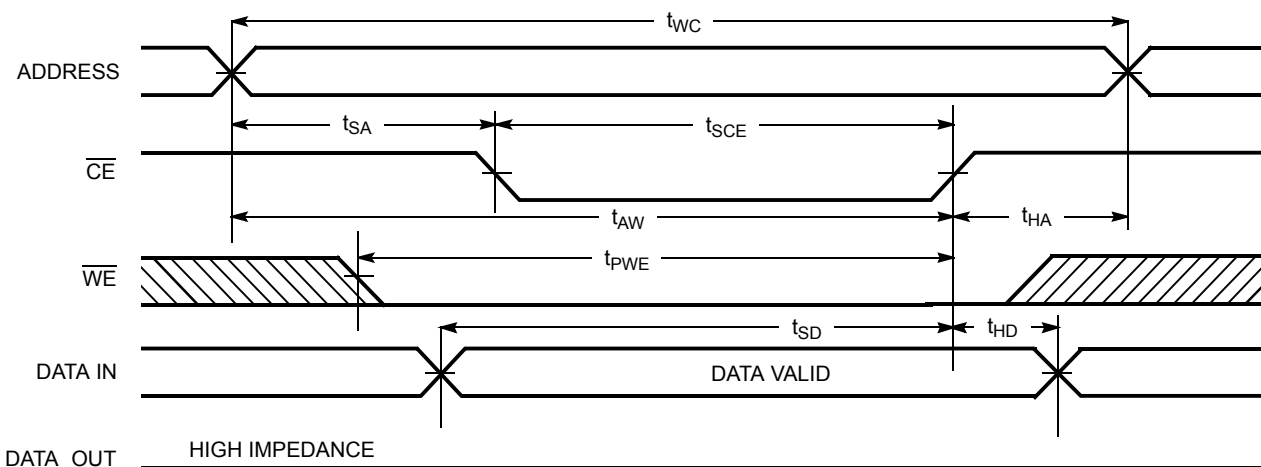 tWC
ADDRESS
tSA
tSCE
CE
tAW
tHA
WE
tPWE
tSD
tHD
DATA IN
DATA VALID
DATA OUT
HIGH IMPEDANCE